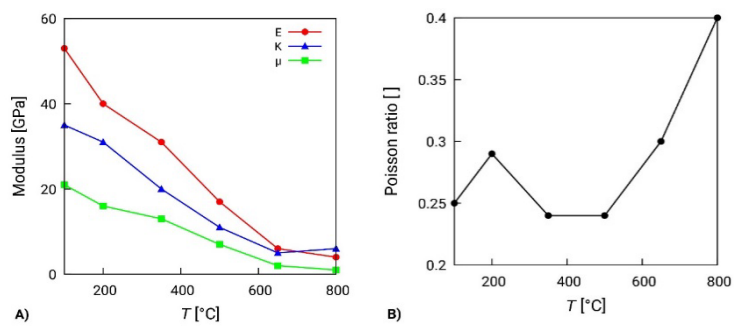 60
40
20
0
200
400
600
800
Modulus [GPa]
T [°C]
E
K
μ
A)
0.4
0.35
0.3
0.25
0.2
200
400
600
800
Poisson ratio [ ]
T [°C]
B)